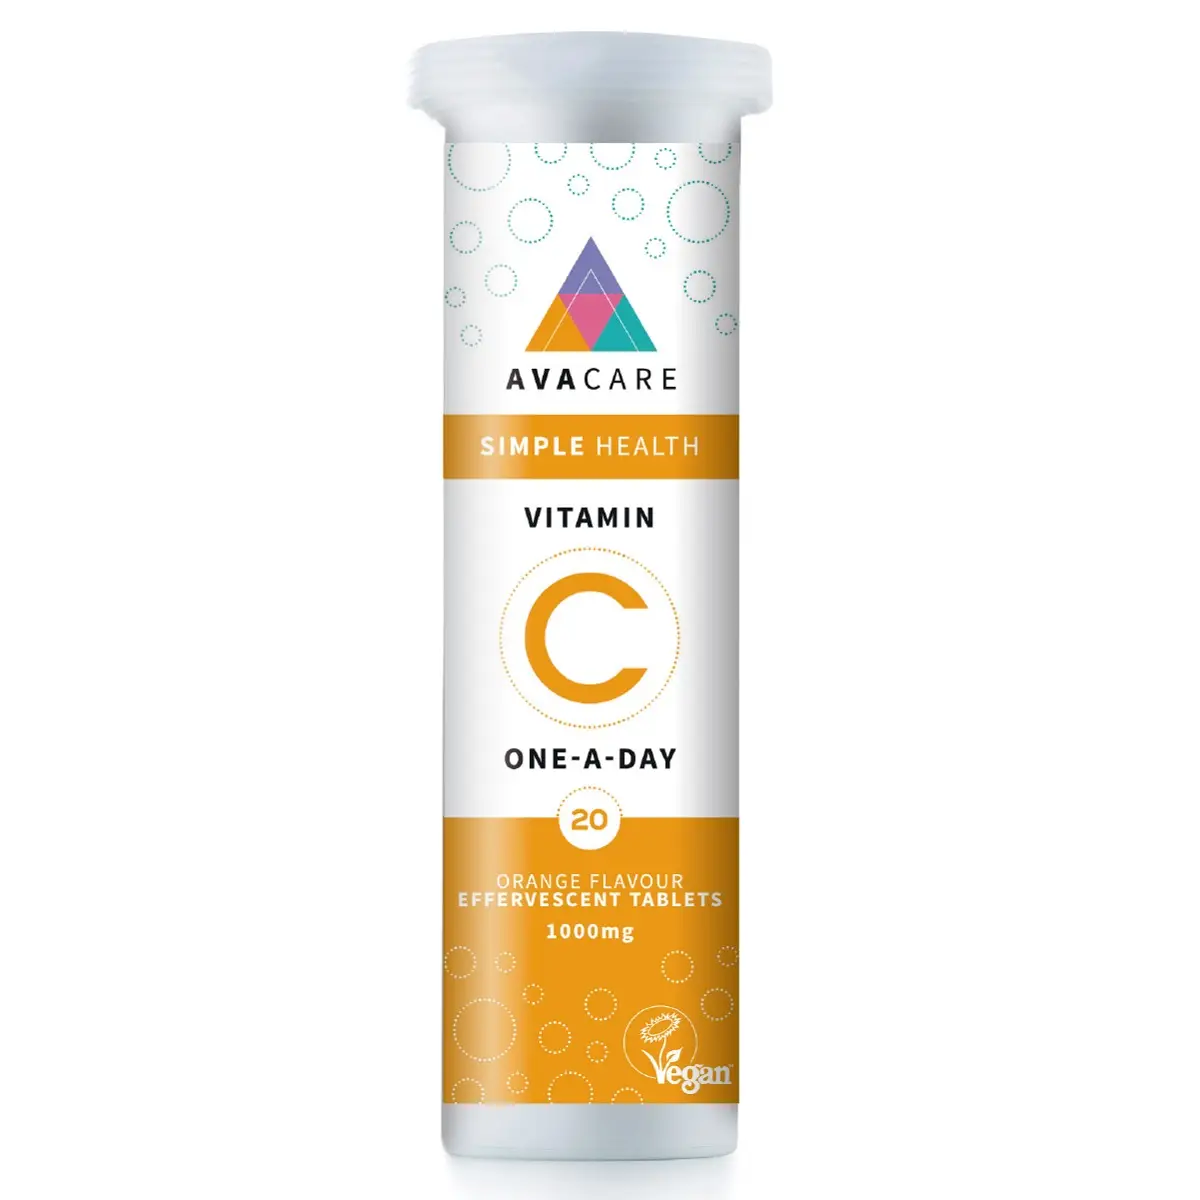 AVACARE
SIMPLE HEALTH
VITAMIN
C
ONE-A-DAY
20
ORANGE FLAVOUR
EFFERVESCENT TABLETS
1000mg
Vegan